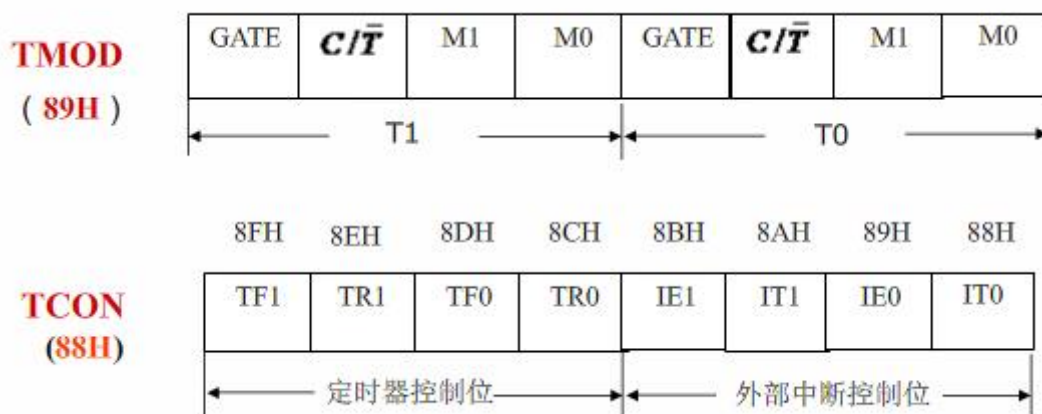 TMOD GATE C/T̄ M1 M0 GATE C/T̄ M1 M0
( 89H )
T1 T0
8FH 8EH 8DH 8CH 8BH 8AH 89H 88H
TCON TF1 TR1 TF0 TR0 IE1 IT1 IE0 IT0
(88H)
定时器控制位 外部中断控制位